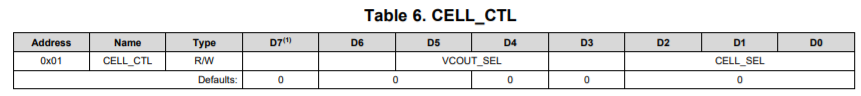 Table 6. CELL_CTL
Address Name Type D7(1) D6 D5 D4 D3 D2 D1 D0
0x01 CELL_CTL R/W VCOUT_SEL CELL_SEL
Defaults: 0 0 0 0 0